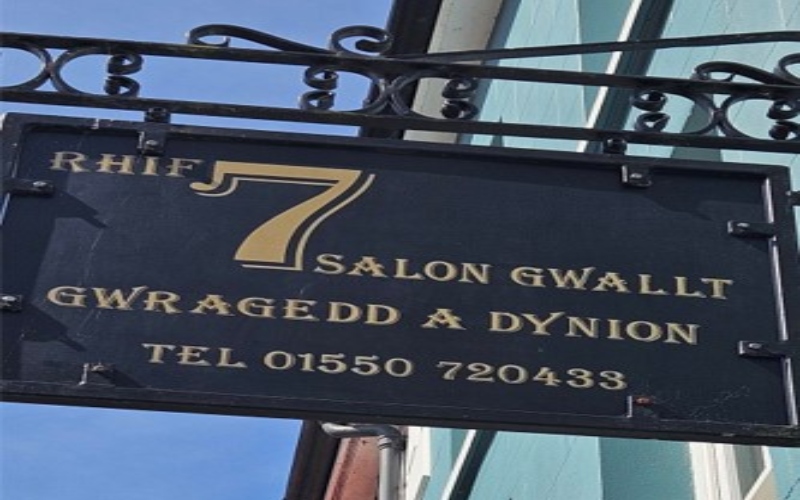 RHIF 7
SALON GWALLT
GWRAGEDD A DYNION
TEL 01550 720433